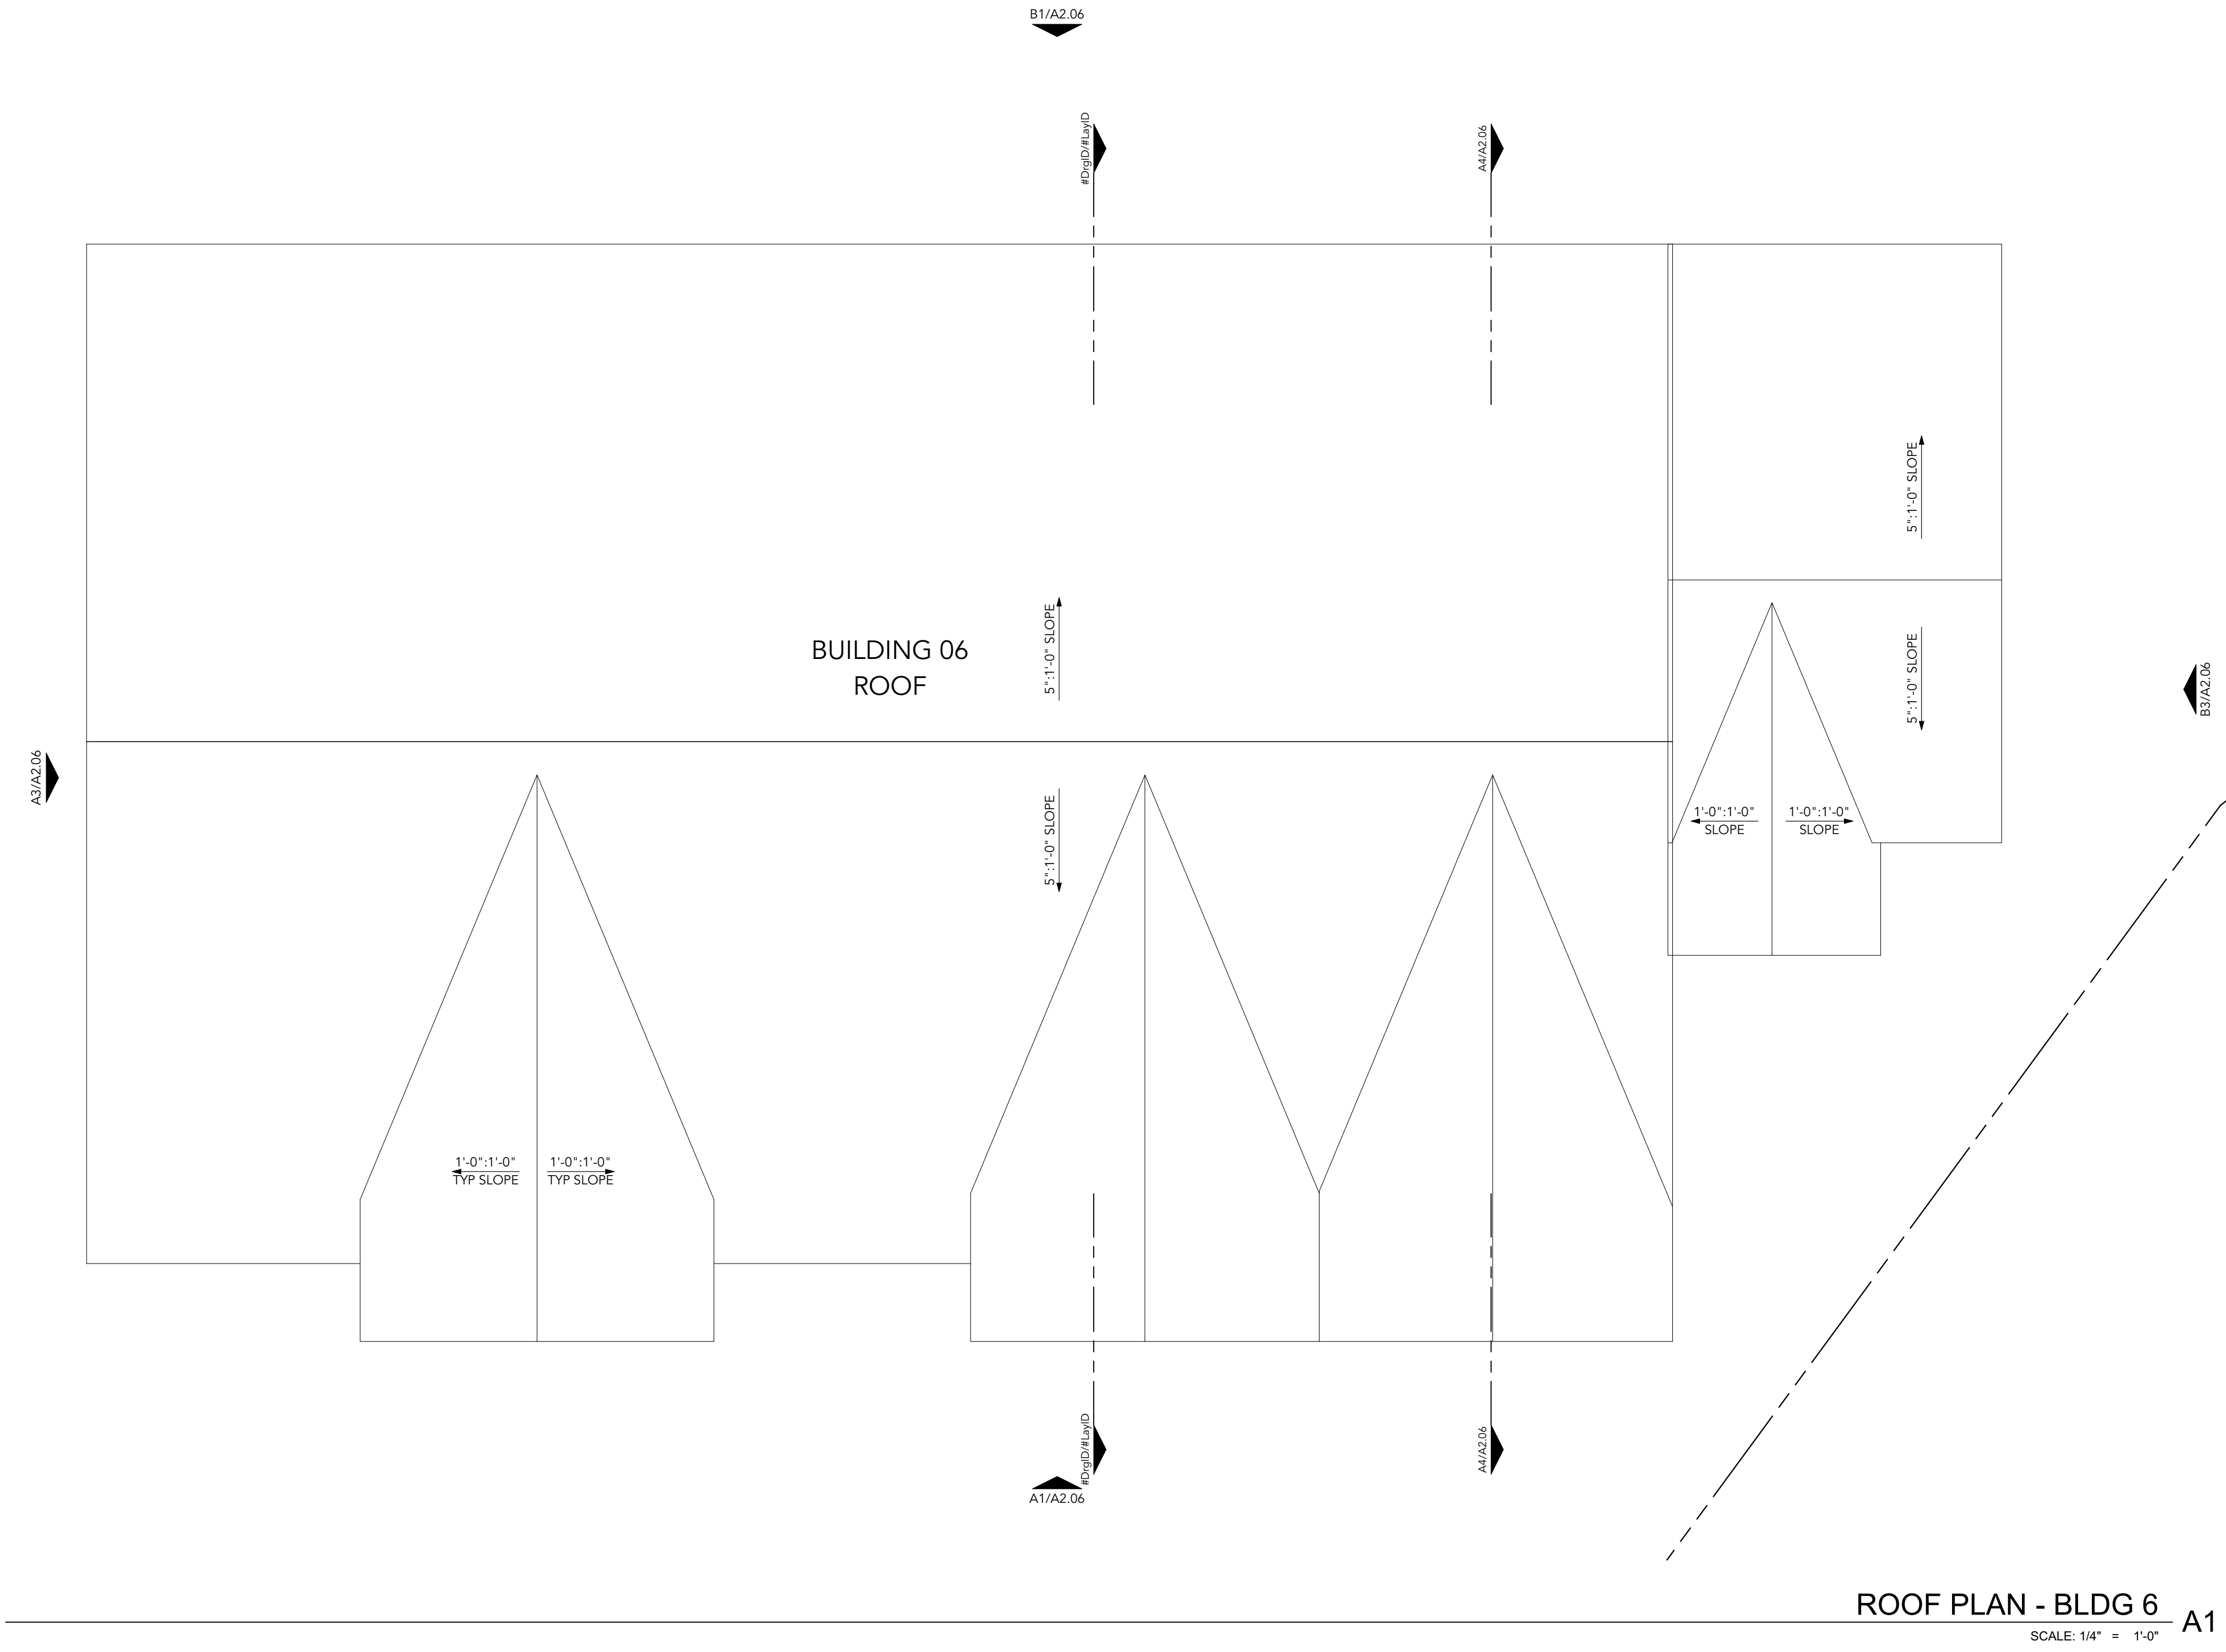 B1/A2.06
#DrgID/#LayID
A4/A2.06
5":1'-0" SLOPE
5":1'-0" SLOPE
BUILDING 06
ROOF
5":1'-0" SLOPE
5":1'-0" SLOPE
B3/A2.06
A3/A2.06
1'-0":1'-0"
SLOPE
1'-0":1'-0"
SLOPE
1'-0":1'-0"
TYP SLOPE
1'-0":1'-0"
TYP SLOPE
#DrgID/#LayID
A4/A2.06
A1/A2.06
ROOF PLAN - BLDG 6
A1
SCALE: 1/4" = 1'-0"